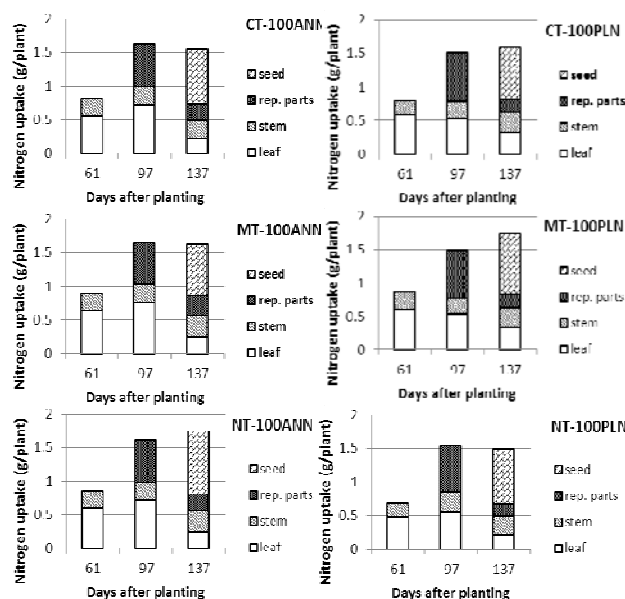 CT-100ANN
Nitrogen uptake (g/plant)
2
1.5
1
0.5
0
61 97 137
Days after planting
seed
rep. parts
stem
leaf
CT-100PLN
Nitrogen uptake (g/plant)
2
1.5
1
0.5
0
61 97 137
Days after planting
seed
rep. parts
stem
leaf
MT-100ANN
Nitrogen uptake (g/plant)
2
1.5
1
0.5
0
61 97 137
Days after planting
seed
rep. parts
stem
leaf
MT-100PLN
Nitrogen uptake (g/plant)
2
1.5
1
0.5
0
61 97 137
Days after planting
seed
rep. parts
stem
leaf
NT-100ANN
Nitrogen uptake (g/plant)
2
1.5
1
0.5
0
61 97 137
Days after planting
seed
rep. parts
stem
leaf
NT-100PLN
Nitrogen uptake (g/plant)
2
1.5
1
0.5
0
61 97 137
Days after planting
seed
rep. parts
stem
leaf